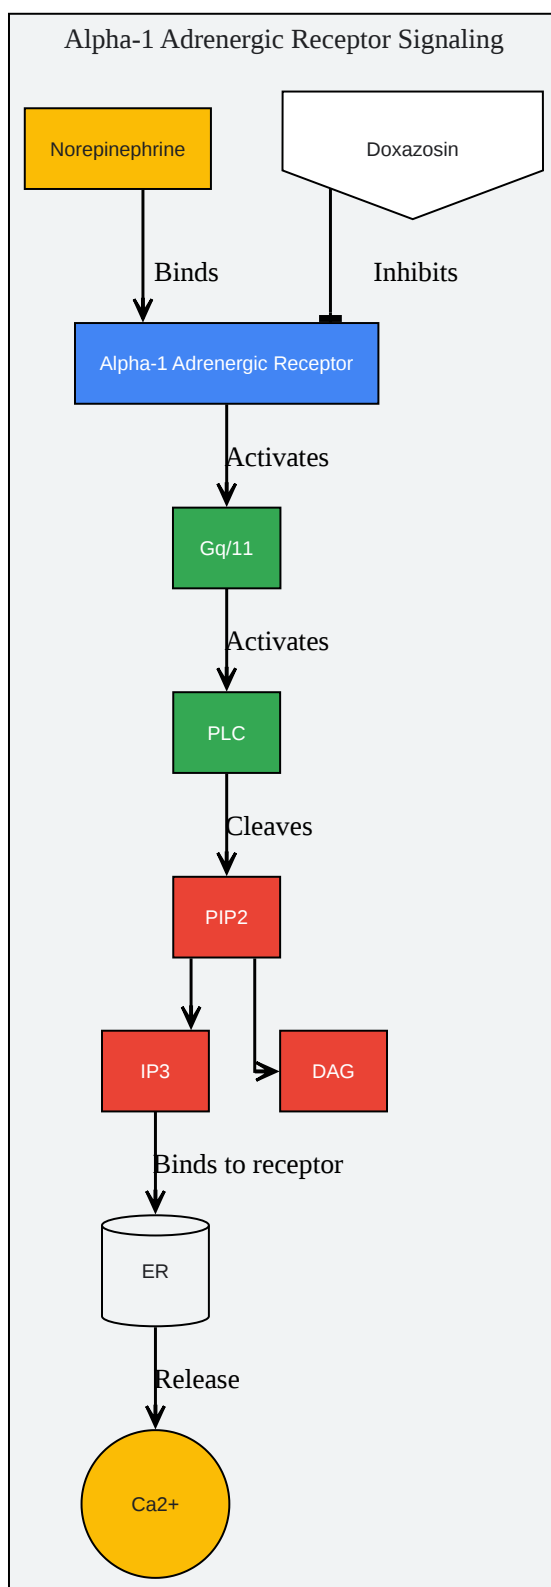 Alpha-1 Adrenergic Receptor Signaling
Norepinephrine
Doxazosin
Binds
Inhibits
Alpha-1 Adrenergic Receptor
Activates
Gq/11
Activates
PLC
Cleaves
PIP2
IP3
DAG
Binds to receptor
ER
Release
Ca2+